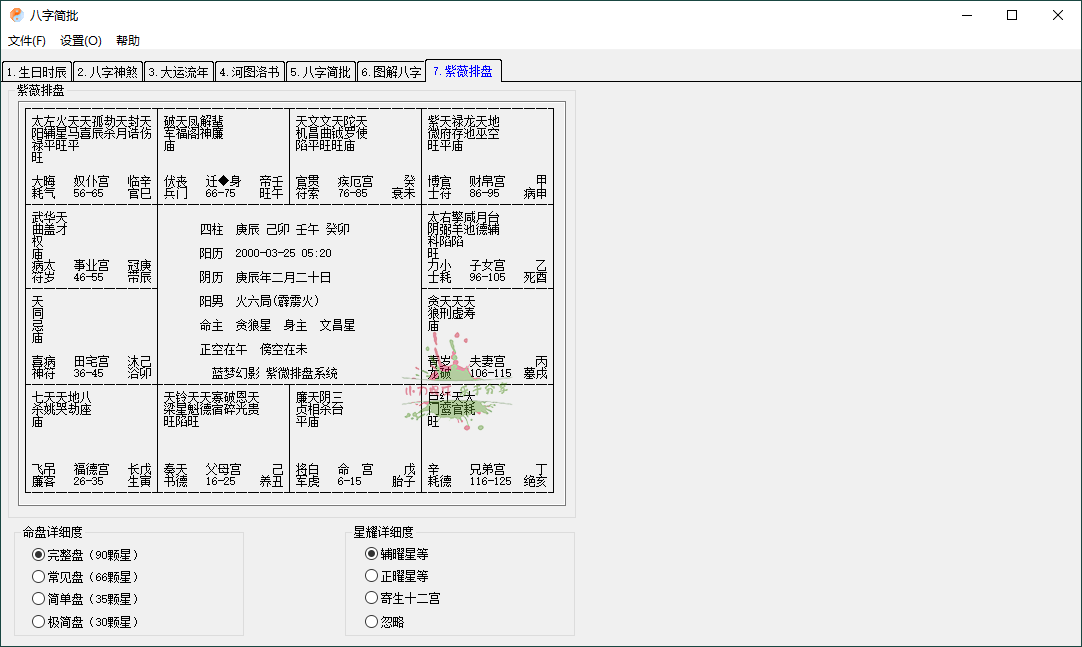 八字简批
文件(F) 设置(O) 帮助
1.生日时辰 2.八字神煞 3.大运流年 4.河图洛书 5.八字简批 6.图解八字 7.紫薇排盘
紫薇排盘
太左火天天孤劫天封天
阳辅星马喜辰杀月诰伤
禄平旺平
旺
大晦 奴仆宫 临辛
耗气 56-65 官巳
破天凤解蜚
军福阁神廉
庙
伏丧 迁◆身 帝壬
兵门 66-75 旺午
天文文天陀天
机昌曲钺罗使
陷平旺旺庙
官贯 疾厄宫 癸
符索 76-85 衰未
紫天禄龙天地
微府存池巫空
旺平庙
博官 财帛宫 甲
士符 86-95 病申
武华天
曲盖才
权
庙
病太 事业宫 冠庚
符岁 46-55 带辰
四柱 庚辰 己卯 壬午 癸卯
阳历 2000-03-25 05:20
阴历 庚辰年二月二十日
阳男 火六局(霹雳火)
命主 贪狼星 身主 文昌星
正空在午 傍空在未
蓝梦幻影 紫微排盘系统
太右擎咸月台
阴弼羊池德辅
科陷陷
旺
力小 子女宫 乙
士耗 96-105 死酉
天
同
忌
庙
喜病 田宅宫 沐己
神符 36-45 浴卯
贪天天天
狼刑虚寿
庙
青岁 夫妻宫 丙
龙破 106-115 墓戌
七天天地八
杀姚哭劫座
庙
飞吊 福德宫 长戊
廉客 26-35 生寅
天铃天天寡破恩天
梁星魁德宿碎光贵
旺陷旺
奏天 父母宫 己
书德 16-25 养丑
廉天阴三
贞相杀台
平庙
将白 命 宫 戊
军虎 6-15 胎子
巨红天大
门鸾官耗
旺
辛 兄弟宫 丁
耗德 116-125 绝亥
命盘详细度
完整盘（90颗星）
常见盘（66颗星）
简单盘（35颗星）
极简盘（30颗星）
星耀详细度
辅曜星等
正曜星等
寄生十二宫
忽略